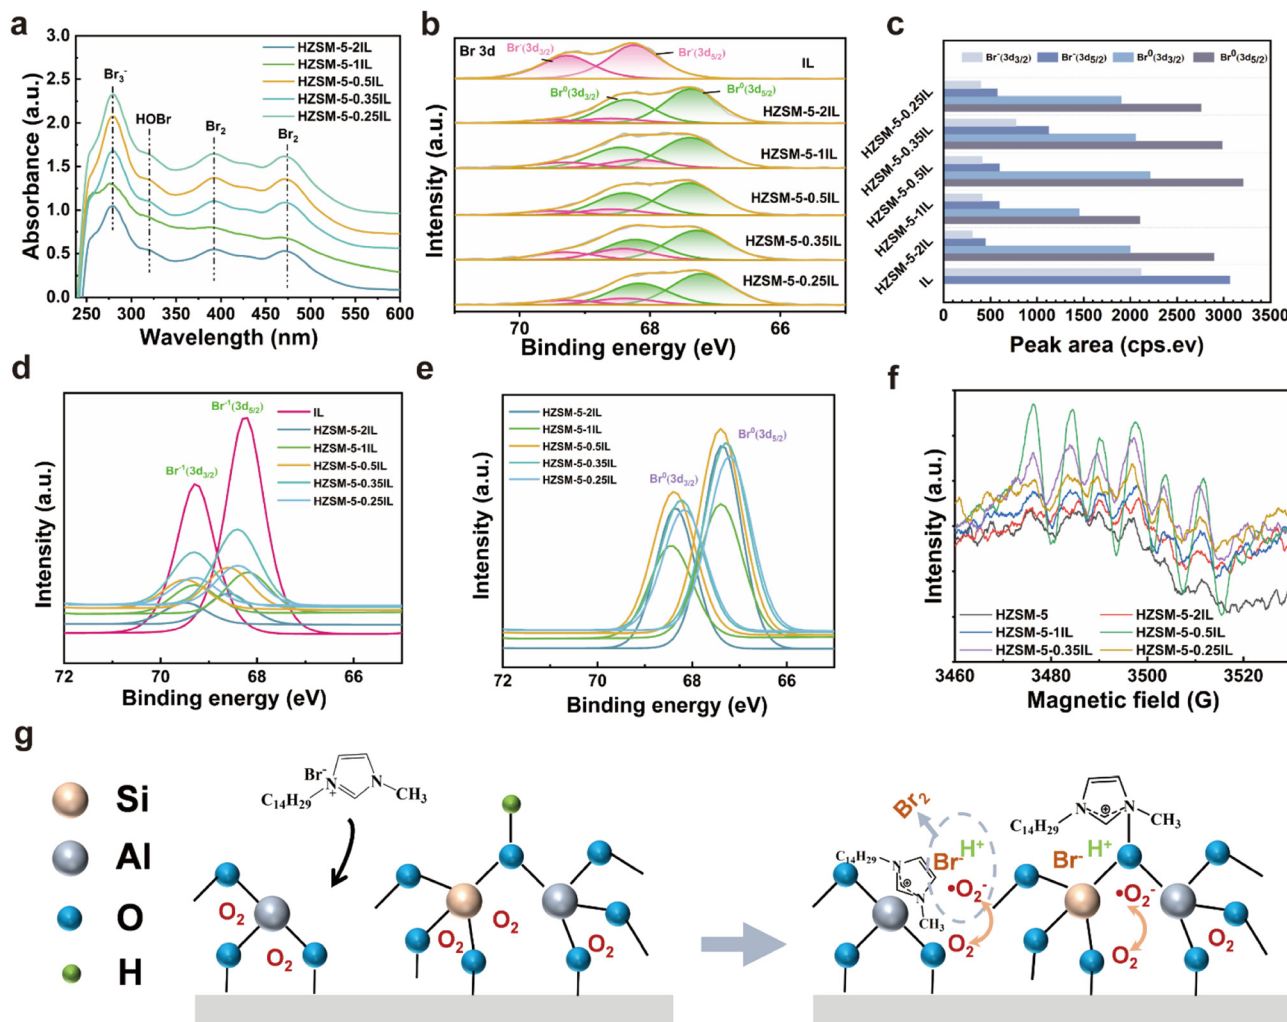 a
3.0
2.5
2.0
1.5
1.0
0.5
0.0
Absorbance (a.u.)
250 300 350 400 450 500 550 600
Wavelength (nm)
Br3-
HOBr
Br2
Br2
HZSM-5-2IL
HZSM-5-1IL
HZSM-5-0.5IL
HZSM-5-0.35IL
HZSM-5-0.25IL
b
Br 3d
Br-(3d3/2)
Br-(3d5/2)
IL
Br0(3d3/2)
Br0(3d5/2)
HZSM-5-2IL
HZSM-5-1IL
HZSM-5-0.5IL
HZSM-5-0.35IL
HZSM-5-0.25IL
Intensity (a.u.)
70 68 66
Binding energy (eV)
c
Br-(3d3/2) Br-(3d5/2) Br0(3d3/2) Br0(3d5/2)
HZSM-5-0.25IL
HZSM-5-0.35IL
HZSM-5-0.5IL
HZSM-5-1IL
HZSM-5-2IL
IL
0 500 1000 1500 2000 2500 3000 3500
Peak area (cps.ev)
d
Br-1(3d5/2)
Br-1(3d3/2)
IL
HZSM-5-2IL
HZSM-5-1IL
HZSM-5-0.5IL
HZSM-5-0.35IL
HZSM-5-0.25IL
Intensity (a.u.)
72 70 68 66
Binding energy (eV)
e
HZSM-5-2IL
HZSM-5-1IL
HZSM-5-0.5IL
HZSM-5-0.35IL
HZSM-5-0.25IL
Br0(3d5/2)
Br0(3d3/2)
Intensity (a.u.)
72 70 68 66
Binding energy (eV)
f
Intensity (a.u.)
HZSM-5 HZSM-5-2IL
HZSM-5-1IL HZSM-5-0.5IL
HZSM-5-0.35IL HZSM-5-0.25IL
3460 3480 3500 3520
Magnetic field (G)
g
Si
Al
O
H
Br-
N
+
N
C14H29
CH3
O2
O2
O2
O2
O2
Br2
Br-
H+
C14H29
N
⊕
N
CH3
•O2-
O2
N
⊕
N
C14H29
CH3
Br-
H+
•O2-
O2
O2